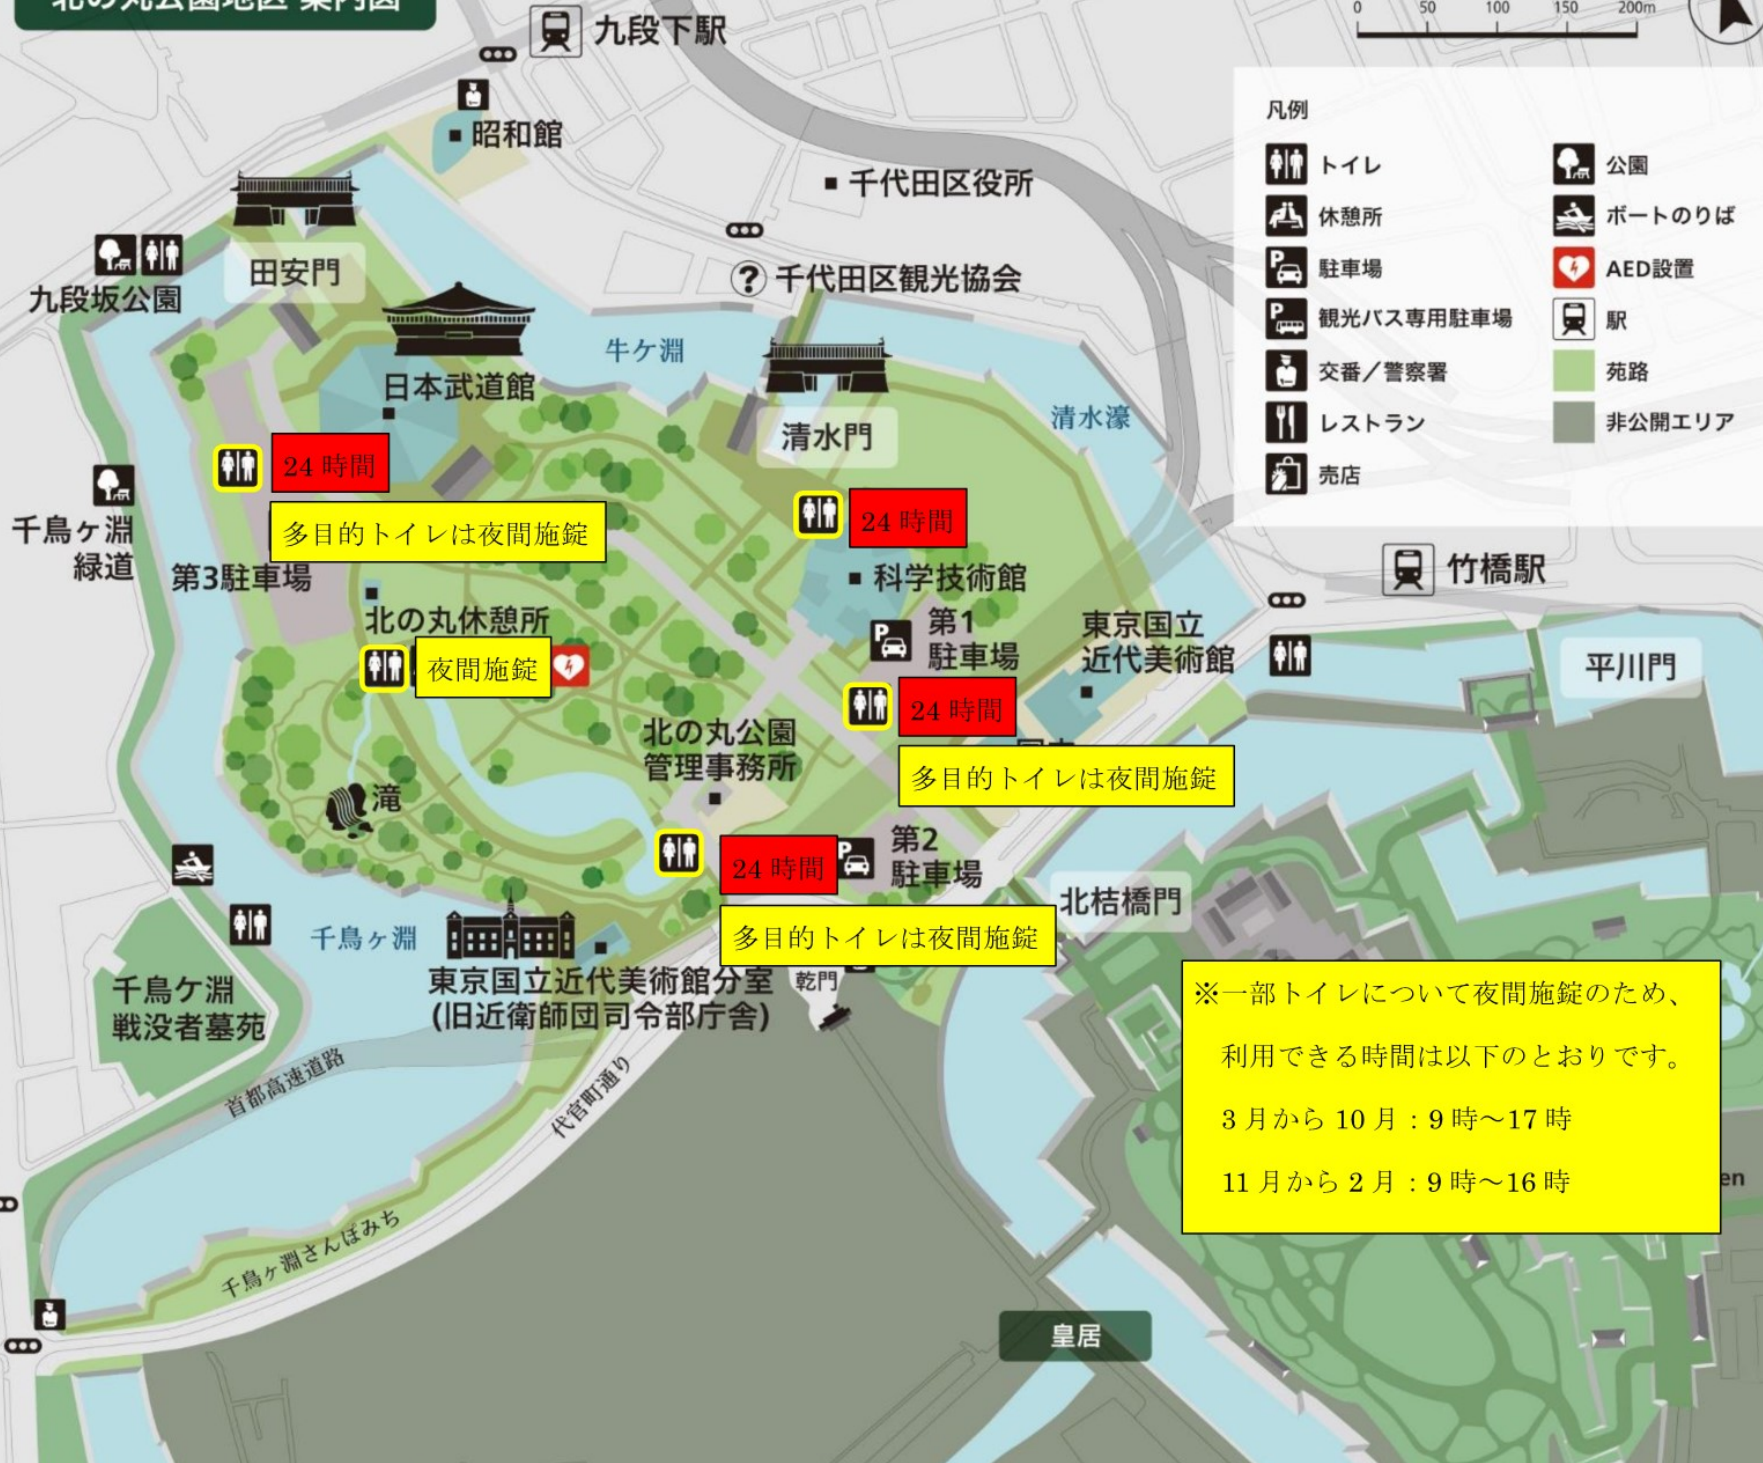 北の丸公園地区 案内図
九段下駅
0 50 100 150 200m
昭和館
千代田区役所
凡例
トイレ
公園
休憩所
ボートのりば
駐車場
AED設置
観光バス専用駐車場
駅
交番／警察署
苑路
レストラン
非公開エリア
売店
田安門
九段坂公園
? 千代田区観光協会
日本武道館
牛ケ淵
清水門
清水濠
24時間
多目的トイレは夜間施錠
千鳥ヶ淵
緑道
第3駐車場
24時間
科学技術館
竹橋駅
北の丸休憩所
夜間施錠
第1
駐車場
東京国立
近代美術館
平川門
24時間
多目的トイレは夜間施錠
北の丸公園
管理事務所
滝
24時間
多目的トイレは夜間施錠
第2
駐車場
北桔橋門
千鳥ヶ淵
東京国立近代美術館分室
(旧近衛師団司令部庁舎)
乾門
千鳥ケ淵
戦没者墓苑
首都高速道路
代官町通り
千鳥ヶ淵さんぽみち
※一部トイレについて夜間施錠のため、
利用できる時間は以下のとおりです。
3月から10月：9時～17時
11月から2月：9時～16時
en
皇居